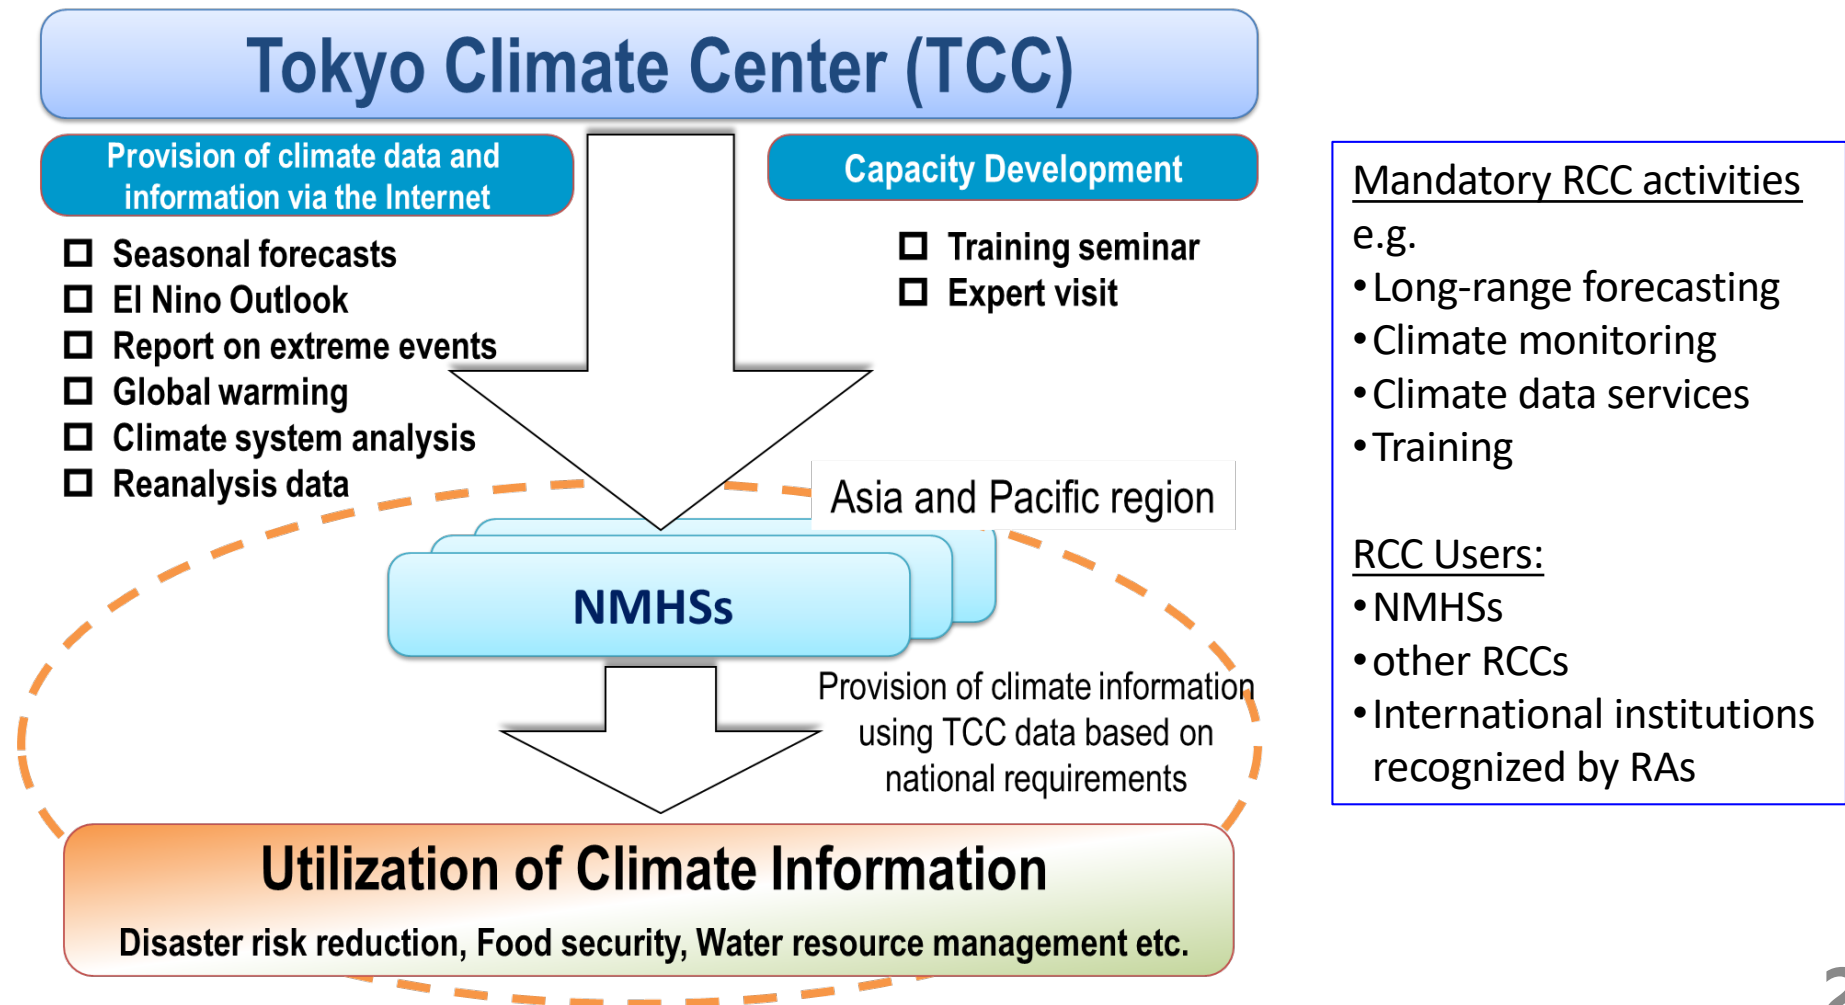 Tokyo Climate Center (TCC)
Provision of climate data and
information via the Internet
Seasonal forecasts
El Nino Outlook
Report on extreme events
Global warming
Climate system analysis
Reanalysis data
Capacity Development
Training seminar
Expert visit
Asia and Pacific region
NMHSs
Provision of climate information
using TCC data based on
national requirements
Utilization of Climate Information
Disaster risk reduction, Food security, Water resource management etc.
Mandatory RCC activities
e.g.
•Long-range forecasting
•Climate monitoring
•Climate data services
•Training
RCC Users:
•NMHSs
•other RCCs
•International institutions
recognized by RAs